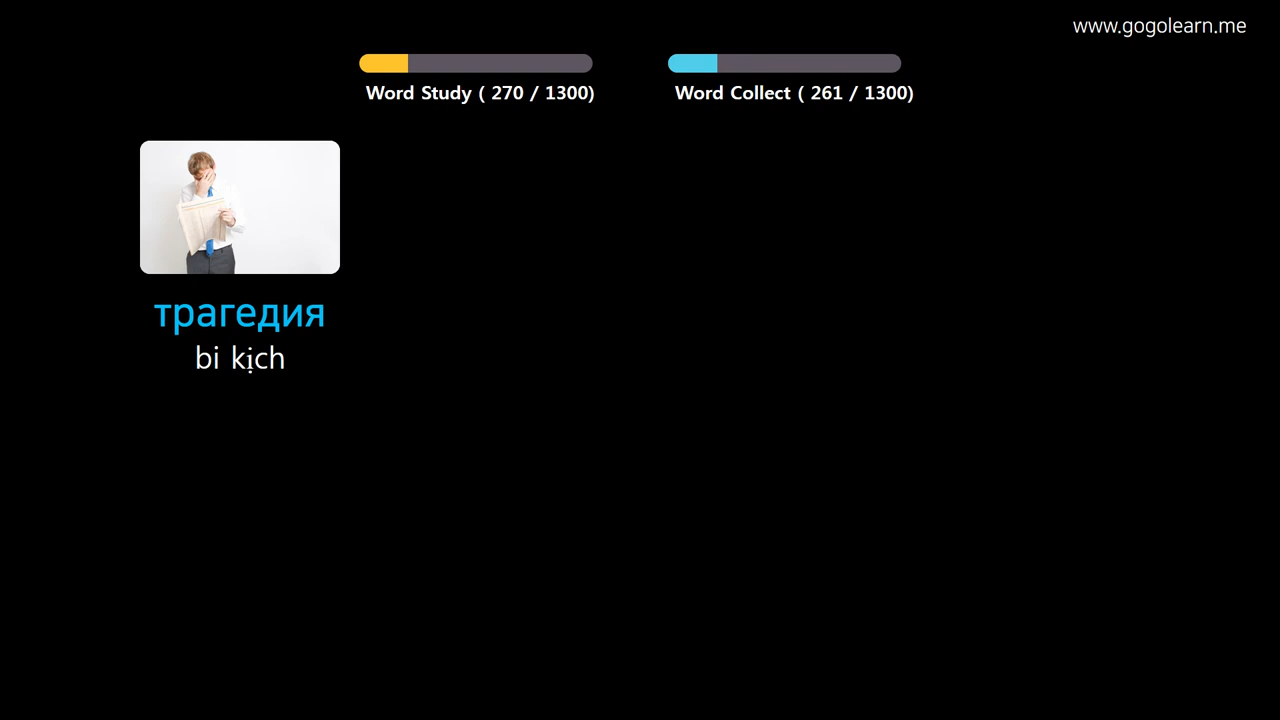 www.gogolearn.me
Word Study ( 270 / 1300)
Word Collect ( 261 / 1300)
трагедия
bi kịch